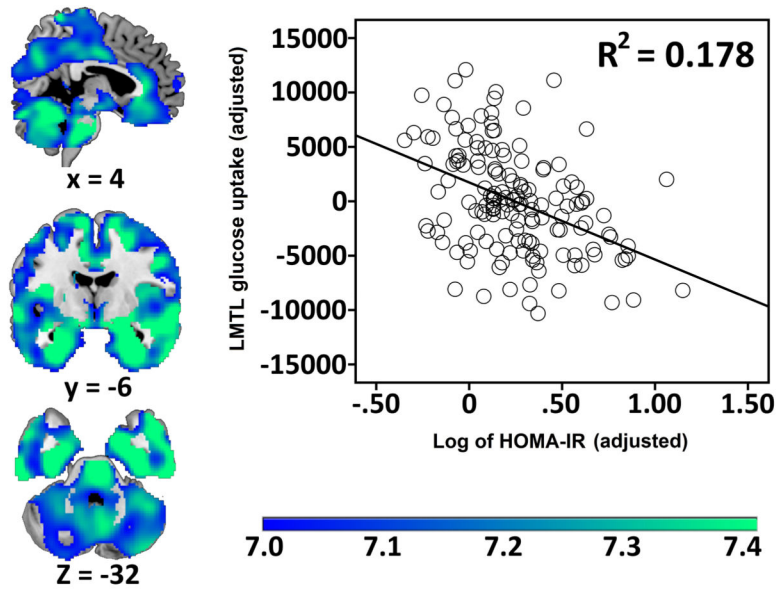 x = 4
y = -6
Z = -32
R² = 0.178
LMTL glucose uptake (adjusted)
15000
10000
5000
0
-5000
-10000
-15000
-.50 0 .50 1.00 1.50
Log of HOMA-IR (adjusted)
7.0 7.1 7.2 7.3 7.4